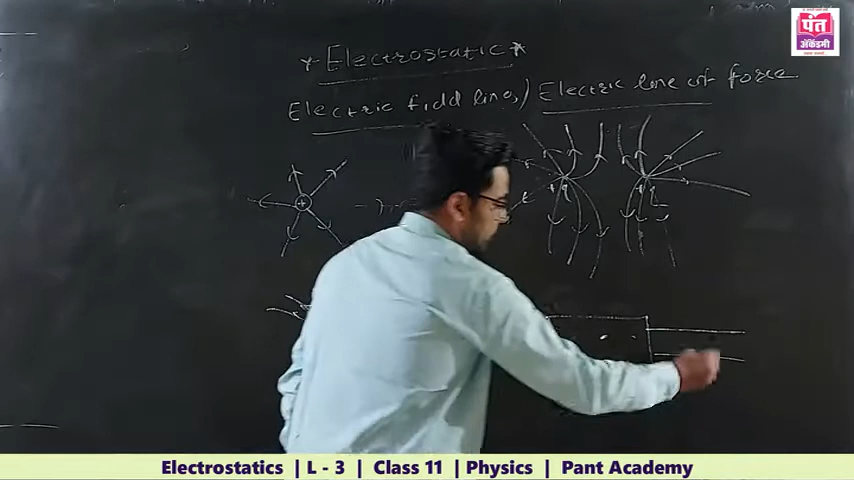 पंत
अ‍ॅकॅडमी
* Electrostatic *
Electric field lines / Electric line of force
+
+q
q
Electrostatics | L - 3 | Class 11 | Physics | Pant Academy